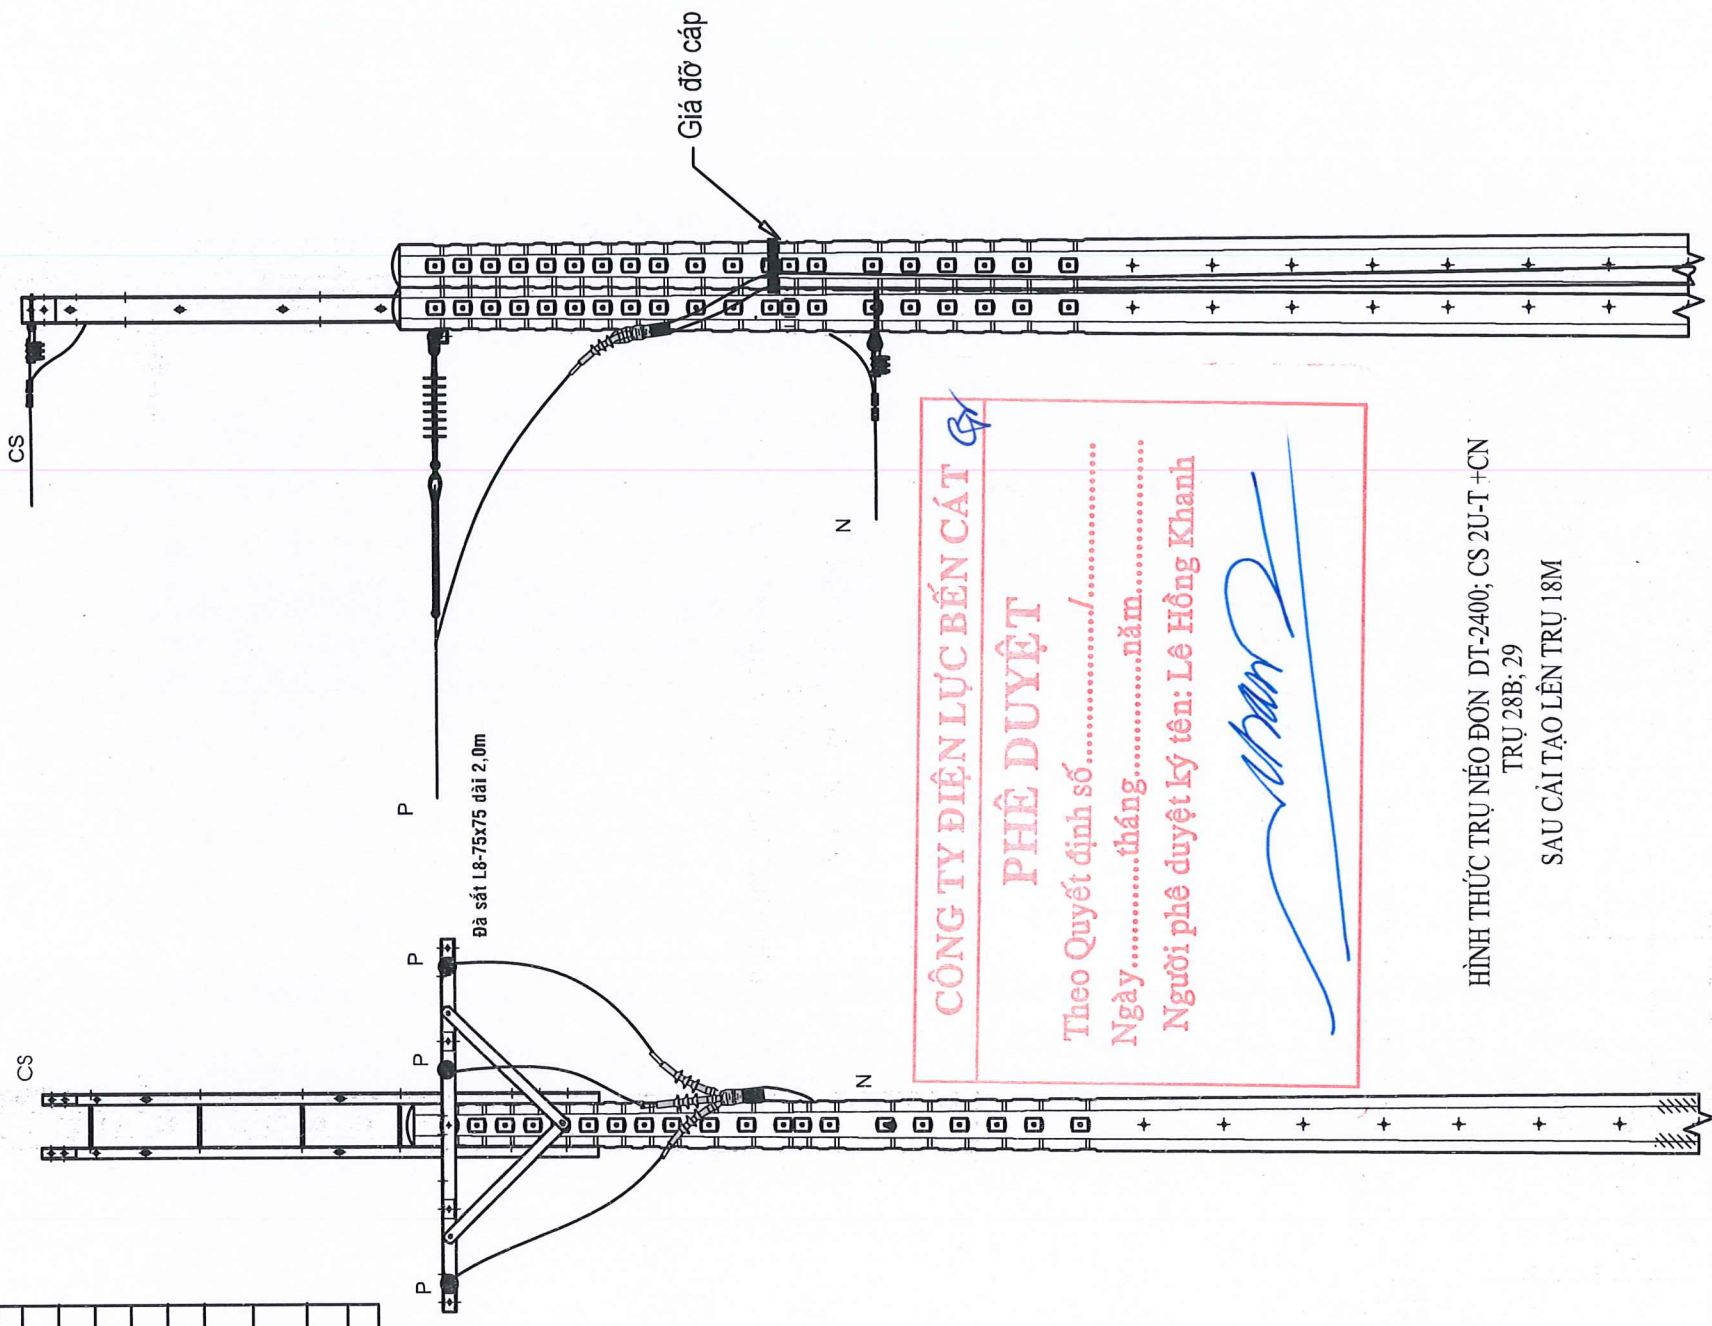 CS
P
N
Giá đỡ cáp
CS
P
P
P
N
Đà sắt L8-75x75 dài 2,0m
CÔNG TY ĐIỆN LỰC BẾN CÁT
PHÊ DUYỆT
Theo Quyết định số................../..................
Ngày............tháng............năm..................
Người phê duyệt ký tên: Lê Hồng Khanh
HÌNH THỨC TRỤ NÉO ĐƠN DT-2400; CS 2U-T +CN
TRỤ 28B; 29
SAU CẢI TẠO LÊN TRỤ 18M